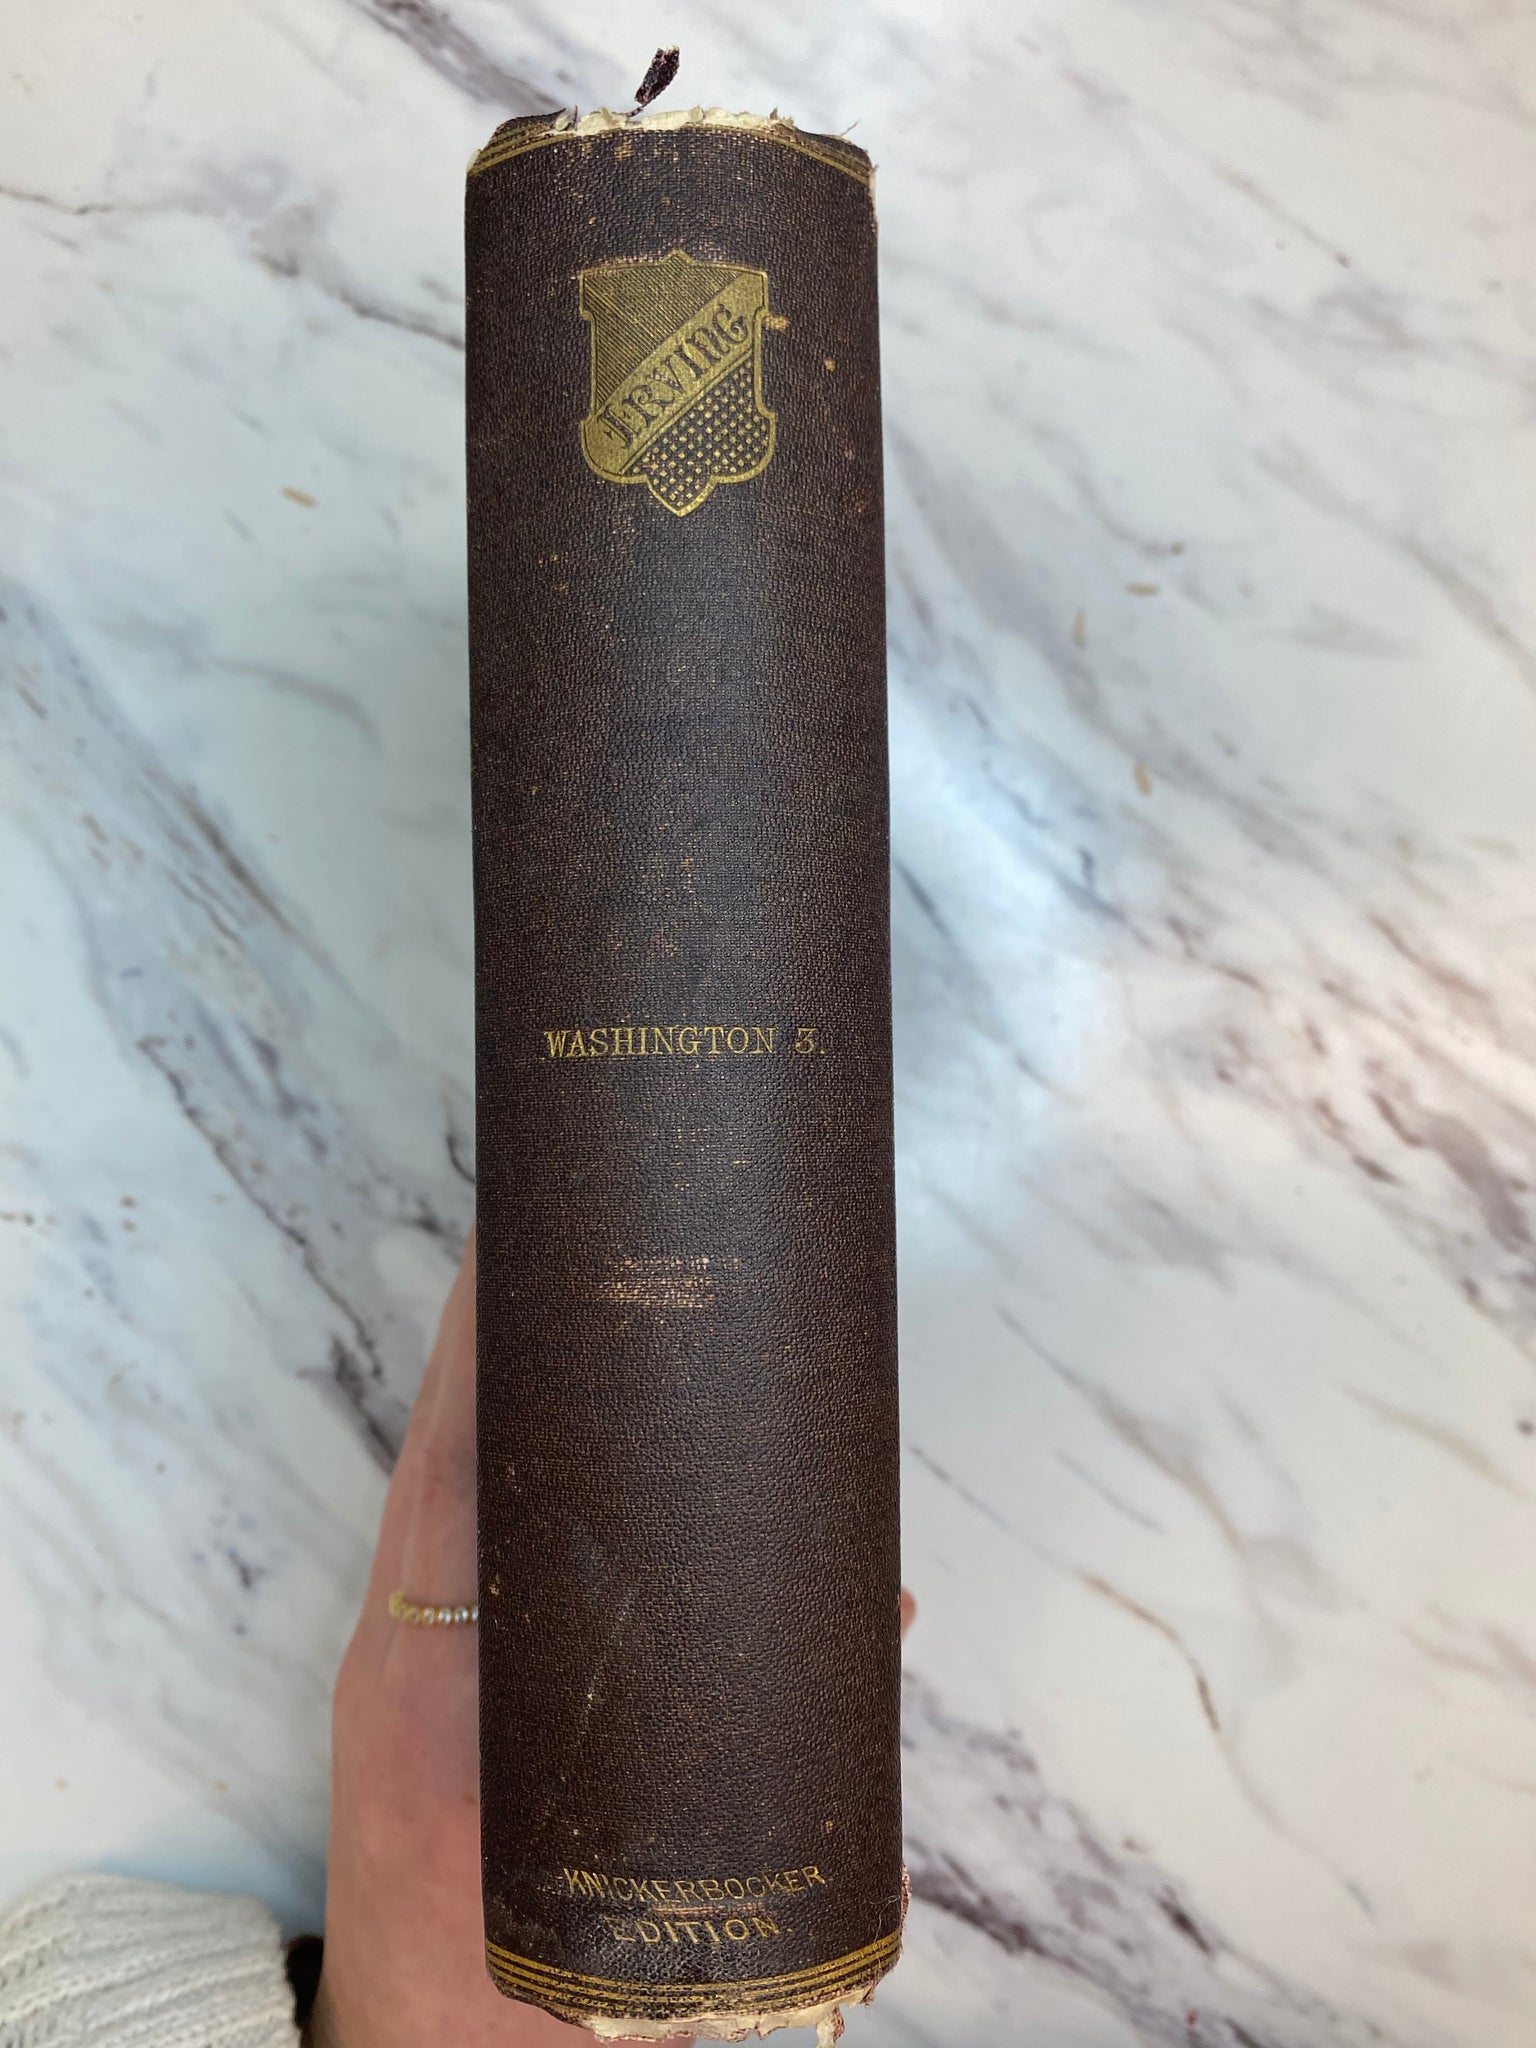 IRVING
WASHINGTON 3.
KNICKERBOCKER
EDITION.